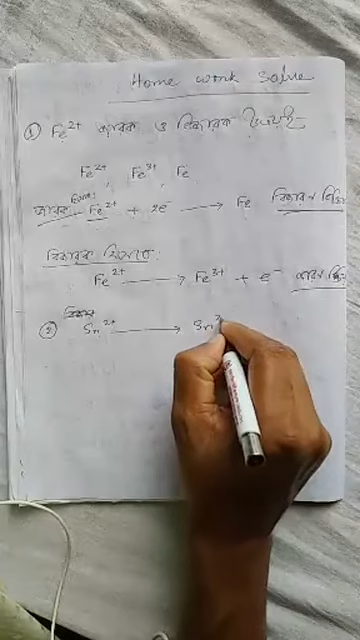 Home work Solve
① Fe²⁺ জারক ও বিজারক উভয়ই
Fe²⁺, Fe³⁺, Fe
জারক হিসেবে: Fe²⁺ + 2e⁻ ⟶ Fe বিজারণ
বিজারক হিসেবে:
Fe²⁺ ⟶ Fe³⁺ + e⁻ জারণ
②
Sn²⁺ ⟶ Sn